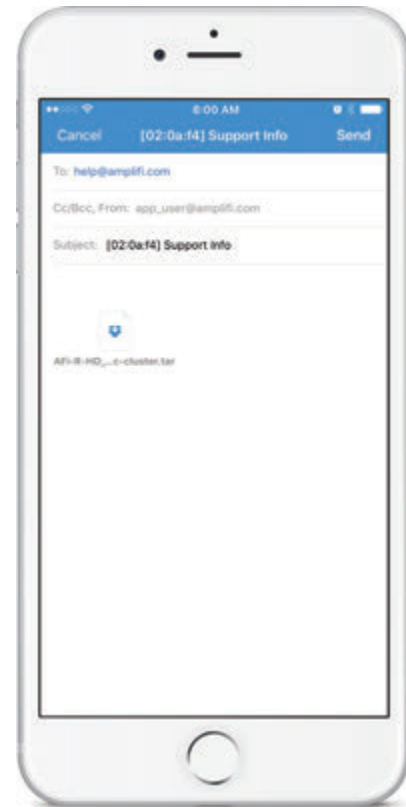 8:00 AM
Cancel [02:0a:f4] Support Info Send
To: help@amplifi.com
Cc/Bcc, From: app_user@amplifi.com
Subject: [02:0a:f4] Support Info
AFi-R-HD_...c-cluster.tar